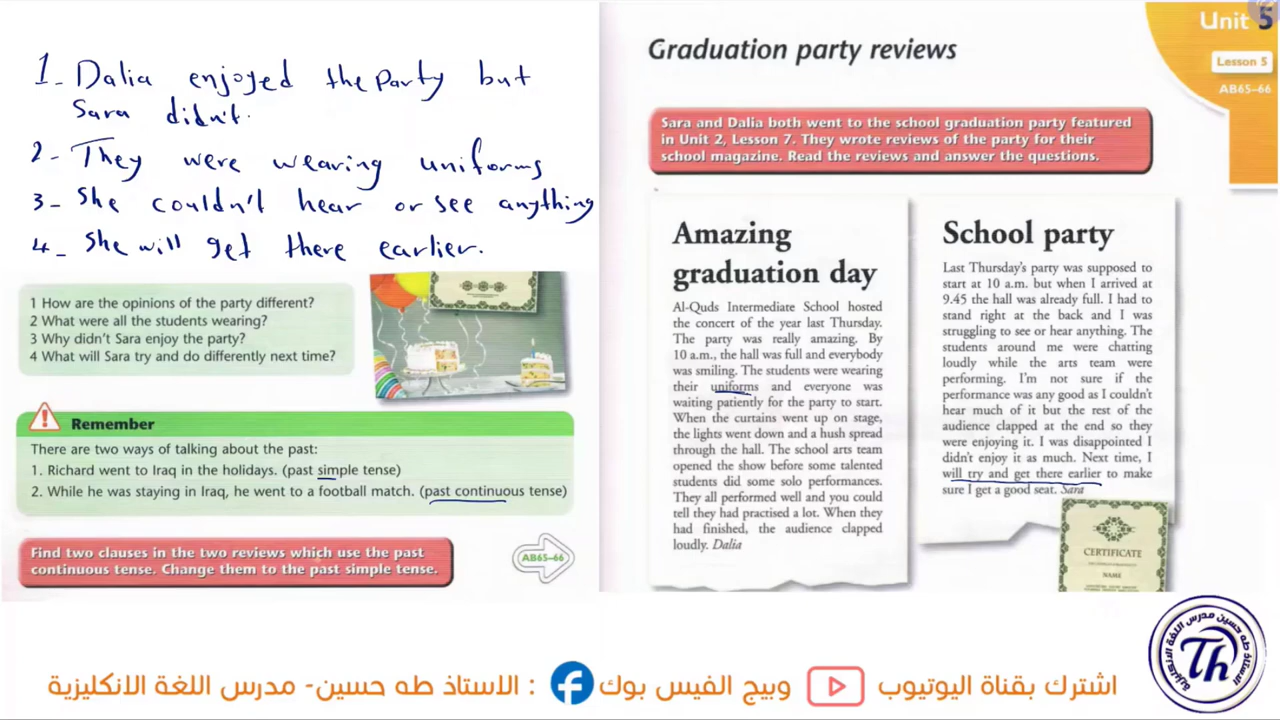 1- Dalia enjoyed the Party but
Sara didn't.
2- They were wearing uniforms
3- She couldn't hear or see anything
4- She will get there earlier.
1 How are the opinions of the party different?
2 What were all the students wearing?
3 Why didn't Sara enjoy the party?
4 What will Sara try and do differently next time?
Remember
There are two ways of talking about the past:
1. Richard went to Iraq in the holidays. (past simple tense)
2. While he was staying in Iraq, he went to a football match. (past continuous tense)
Find two clauses in the two reviews which use the past
continuous tense. Change them to the past simple tense.
AB65–66
Unit 5
Lesson 5
AB65–66
Graduation party reviews
Sara and Dalia both went to the school graduation party featured
in Unit 2, Lesson 7. They wrote reviews of the party for their
school magazine. Read the reviews and answer the questions.
Amazing
graduation day
Al-Quds Intermediate School hosted
the concert of the year last Thursday.
The party was really amazing. By
10 a.m., the hall was full and everybody
was smiling. The students were wearing
their uniforms and everyone was
waiting patiently for the party to start.
When the curtains went up on stage,
the lights went down and a hush spread
through the hall. The school arts team
opened the show before some talented
students did some solo performances.
They all performed well and you could
tell they had practised a lot. When they
had finished, the audience clapped
loudly. Dalia
School party
Last Thursday's party was supposed to
start at 10 a.m. but when I arrived at
9.45 the hall was already full. I had to
stand right at the back and I was
struggling to see or hear anything. The
students around me were chatting
loudly while the arts team were
performing. I'm not sure if the
performance was any good as I couldn't
hear much of it but the rest of the
audience clapped at the end so they
were enjoying it. I was disappointed I
didn't enjoy it as much. Next time, I
will try and get there earlier to make
sure I get a good seat. Sara
CERTIFICATE
NAME
اشترك بقناة اليوتيوب وبيج الفيس بوك : الاستاذ طه حسين- مدرس اللغة الانكليزية
Th
الاستاذ طه حسين مدرس اللغة الانكليزية